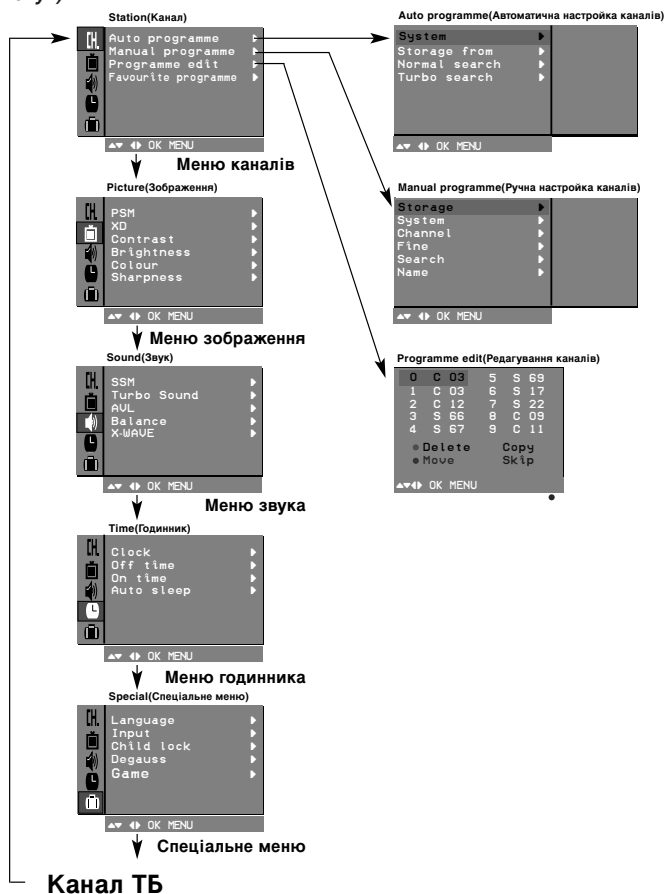 Station(Канал)
CH.
Auto programme
Manual programme
Programme edit
Favourite programme
OK MENU
Меню каналів
Picture(Зображення)
CH.
PSM
XD
Contrast
Brightness
Colour
Sharpness
OK MENU
Меню зображення
Sound(Звук)
CH.
SSM
Turbo Sound
AVL
Balance
X-WAVE
OK MENU
Меню звука
Time(Годинник)
CH.
Clock
Off time
On time
Auto sleep
OK MENU
Меню годинника
Special(Спеціальне меню)
CH.
Language
Input
Child lock
Degauss
Game
OK MENU
Спеціальне меню
Канал ТБ
Auto programme(Автоматична настройка каналів)
System
Storage from
Normal search
Turbo search
OK MENU
Manual programme(Ручна настройка каналів)
Storage
System
Channel
Fine
Search
Name
OK MENU
Programme edit(Редагування каналів)
0 C 03 5 S 69
1 C 03 6 S 17
2 C 12 7 S 22
3 S 66 8 C 09
4 S 67 9 C 11
Delete Copy
Move Skip
OK MENU